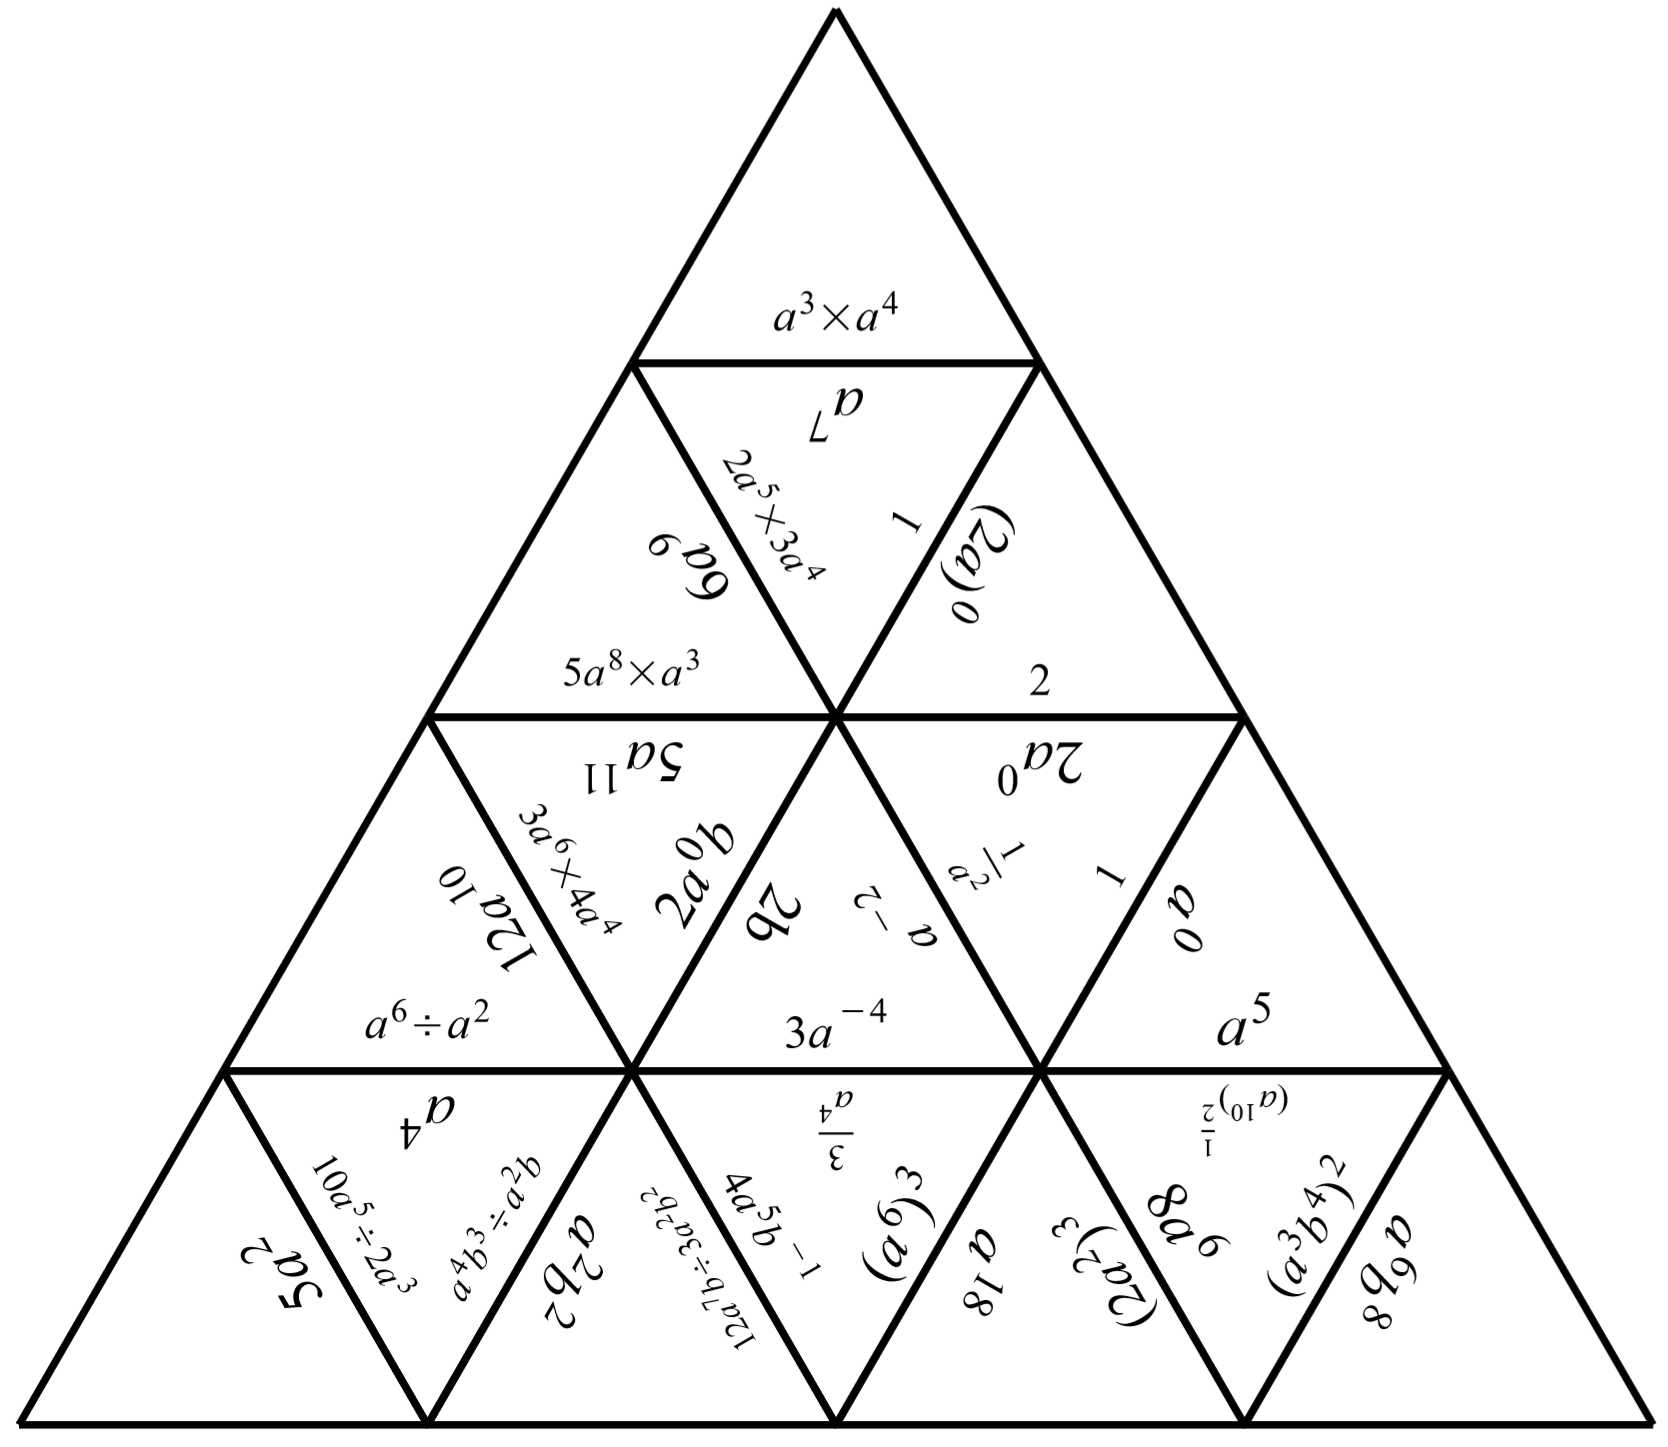 a³×a⁴
a⁷
2a⁵×3a⁴
1
6a⁹
(2a)⁰
5a⁸×a³
2
5a¹¹
2a⁰
3a⁶×4a⁴
2a⁰b
2b
a⁻²
1/a²
1
a⁰
12a¹⁰
a⁶÷a²
3a⁻⁴
a⁵
a⁴
3/a⁴
(a¹⁰)^½
10a⁵÷2a³
a⁴b³÷a²b
5a²
a²b²
12a⁷b÷3a²b²
4a⁵b⁻¹
(a⁶)³
a¹⁸
(2a²)³
8a⁶
(a³b⁴)²
a⁶b⁸